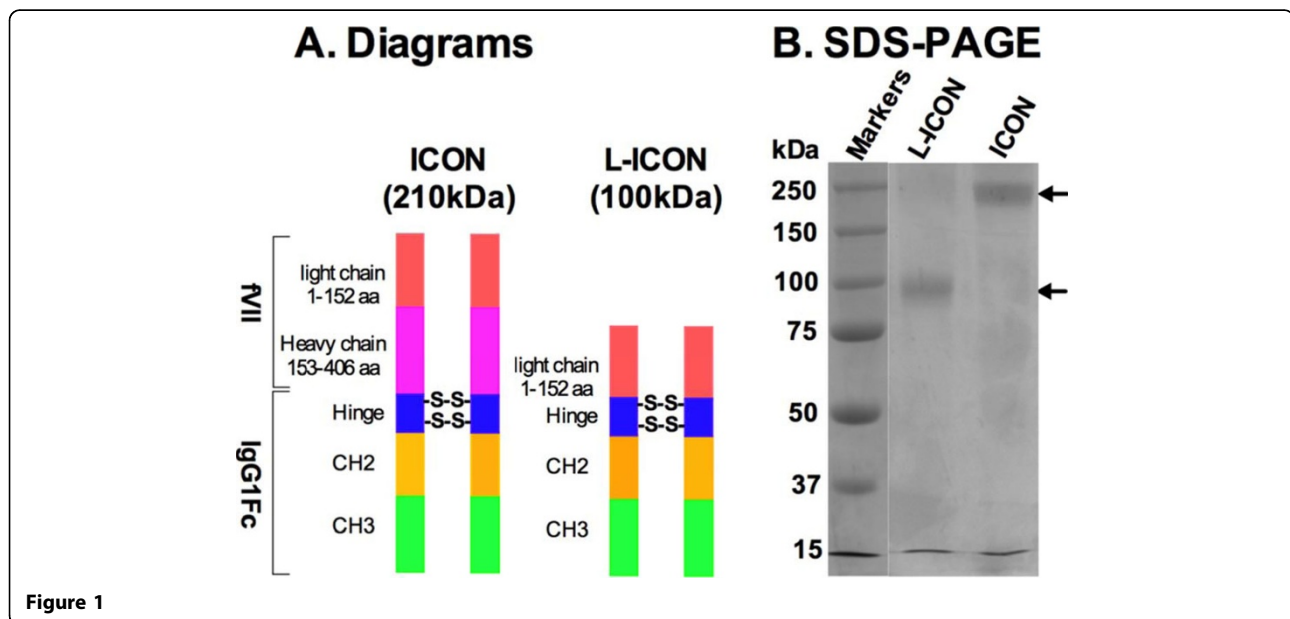 A. Diagrams
ICON
(210kDa)
L-ICON
(100kDa)
fVII
light chain
1-152 aa
Heavy chain
153-406 aa
IgG1Fc
Hinge
CH2
CH3
-S-S-
-S-S-
light chain
1-152 aa
Hinge
CH2
CH3
-S-S-
-S-S-
B. SDS-PAGE
kDa
Markers
L-ICON
ICON
250
150
100
75
50
37
15
Figure 1